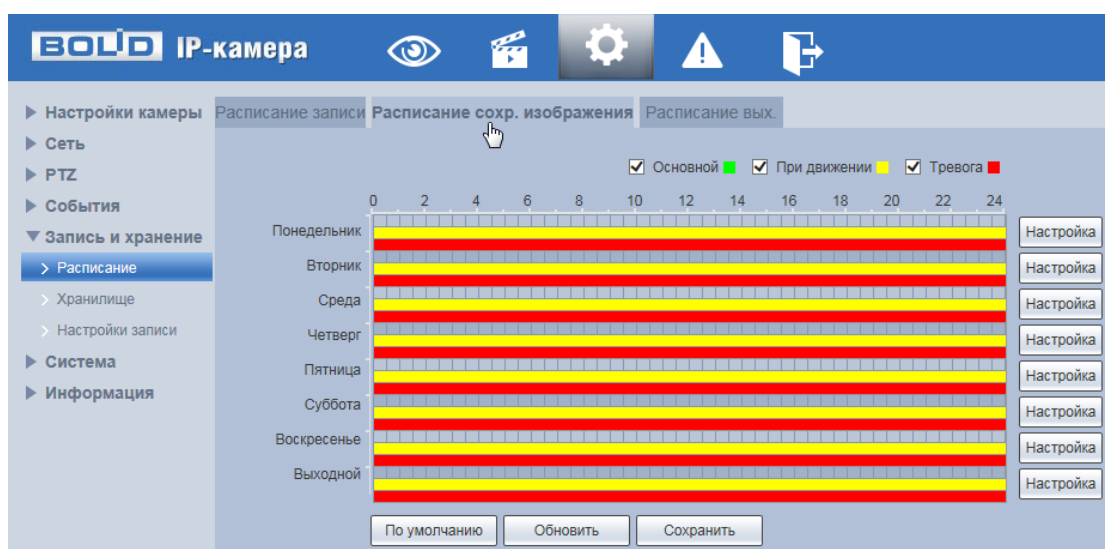 BOLID IP-камера
Настройки камеры
Сеть
PTZ
События
Запись и хранение
Расписание
Хранилище
Настройки записи
Система
Информация
Расписание записи Расписание сохр. изображения Расписание вых.
Основной При движении Тревога
0 2 4 6 8 10 12 14 16 18 20 22 24
Понедельник Настройка
Вторник Настройка
Среда Настройка
Четверг Настройка
Пятница Настройка
Суббота Настройка
Воскресенье Настройка
Выходной Настройка
По умолчанию Обновить Сохранить